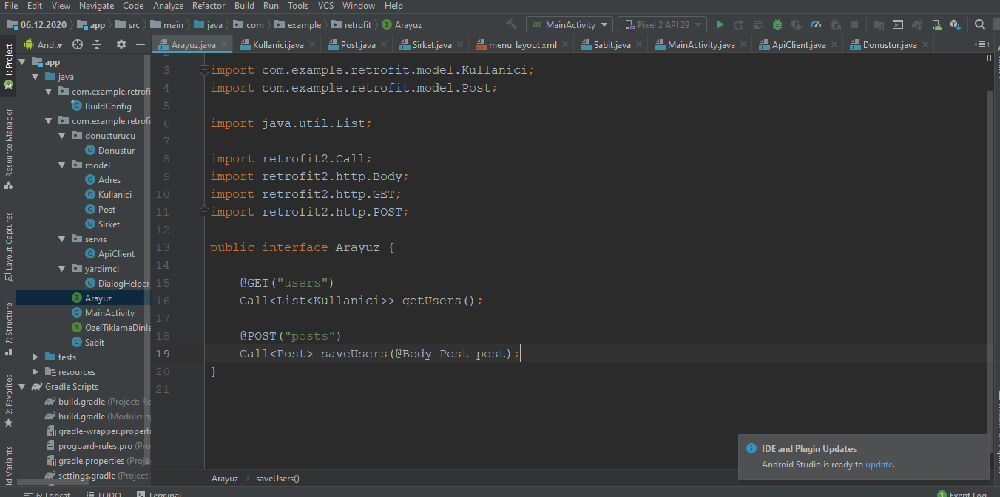 File Edit View Navigate Code Analyze Refactor Build Run Tools VCS Window Help
06.12.2020 app src main java com example retrofit Arayuz MainActivity Pixel 2 API 29
And. Arayuz.java Kullanici.java Post.java Sirket.java menu_layout.xml Sabit.java MainActivity.java ApiClient.java Donustur.java
1: Project
Resource Manager
Layout Captures
7: Structure
2: Favorites
ld Variants
app
java
com.example.retrofi
BuildConfig
com.example.retrofi
donusturucu
Donustur
model
Adres
Kullanici
Post
Sirket
servis
ApiClient
yardimci
DialogHelper
Arayuz
MainActivity
OzelTiklamaDinle
Sabit
tests
resources
Gradle Scripts
build.gradle (Project: Re
build.gradle (Module: a
gradle-wrapper.properti
proguard-rules.pro (Pro
gradle.properties (Proje
settings.gradle (Project
3 import com.example.retrofit.model.Kullanici;
4 import com.example.retrofit.model.Post;
5
6 import java.util.List;
7
8 import retrofit2.Call;
9 import retrofit2.http.Body;
10 import retrofit2.http.GET;
11 import retrofit2.http.POST;
12
13 public interface Arayuz {
14
15 @GET("users")
16 Call<List<Kullanici>> getUsers();
17
18 @POST("posts")
19 Call<Post> saveUsers(@Body Post post);
20 }
21
IDE and Plugin Updates
Android Studio is ready to update.
Arayuz saveUsers()
6: Logcat TODO Terminal 1 Event Log